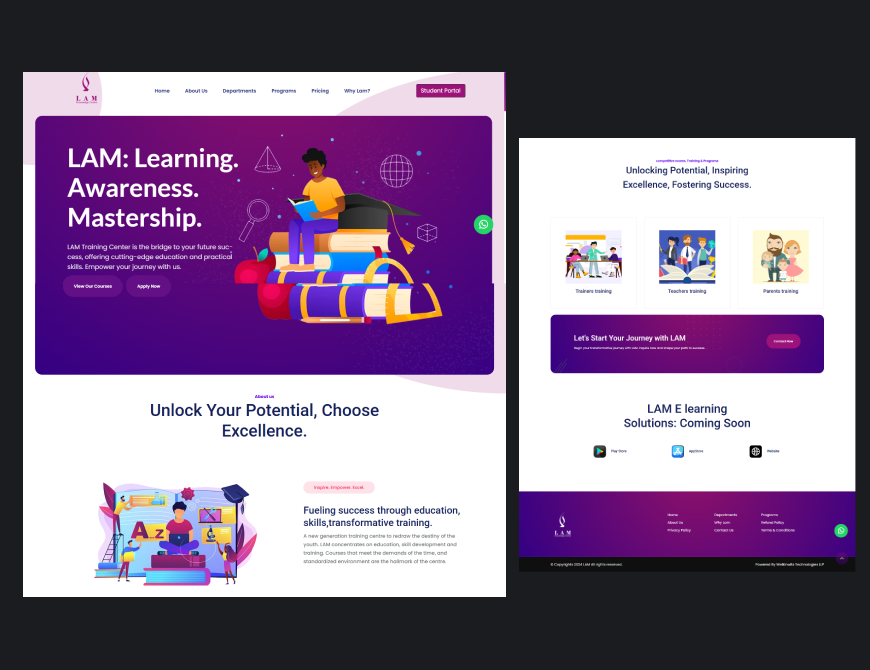 LAM
Home About Us Departments Programs Pricing Why Lam? Student Portal
LAM: Learning.
Awareness.
Mastership.
LAM Training Center is the bridge to your future suc-
cess, offering cutting-edge education and practical
skills. Empower your journey with us.
View Our Courses Apply Now
About us
Unlock Your Potential, Choose
Excellence.
A z
Inspire. Empower. Excel.
Fueling success through education,
skills,transformative training.
A new generation training centre to redraw the destiny of the
youth. LAM concentrates on education, skill development and
training. Courses that meet the demands of the time, and
standardized environment are the hallmark of the centre.
Competitive Exams, Training & Programs
Unlocking Potential, Inspiring
Excellence, Fostering Success.
Trainers training Teachers training Parents training
Let's Start Your Journey with LAM
Begin your transformative journey with LAM. Inquire now and shape your path to success.
Contact Now
LAM E learning
Solutions: Coming Soon
Play Store AppStore Website
LAM
Home Departments Programs
About Us Why Lam Refund Policy
Privacy Policy Contact Us Terms & Conditions
© Copyrights 2024 LAM All rights reserved